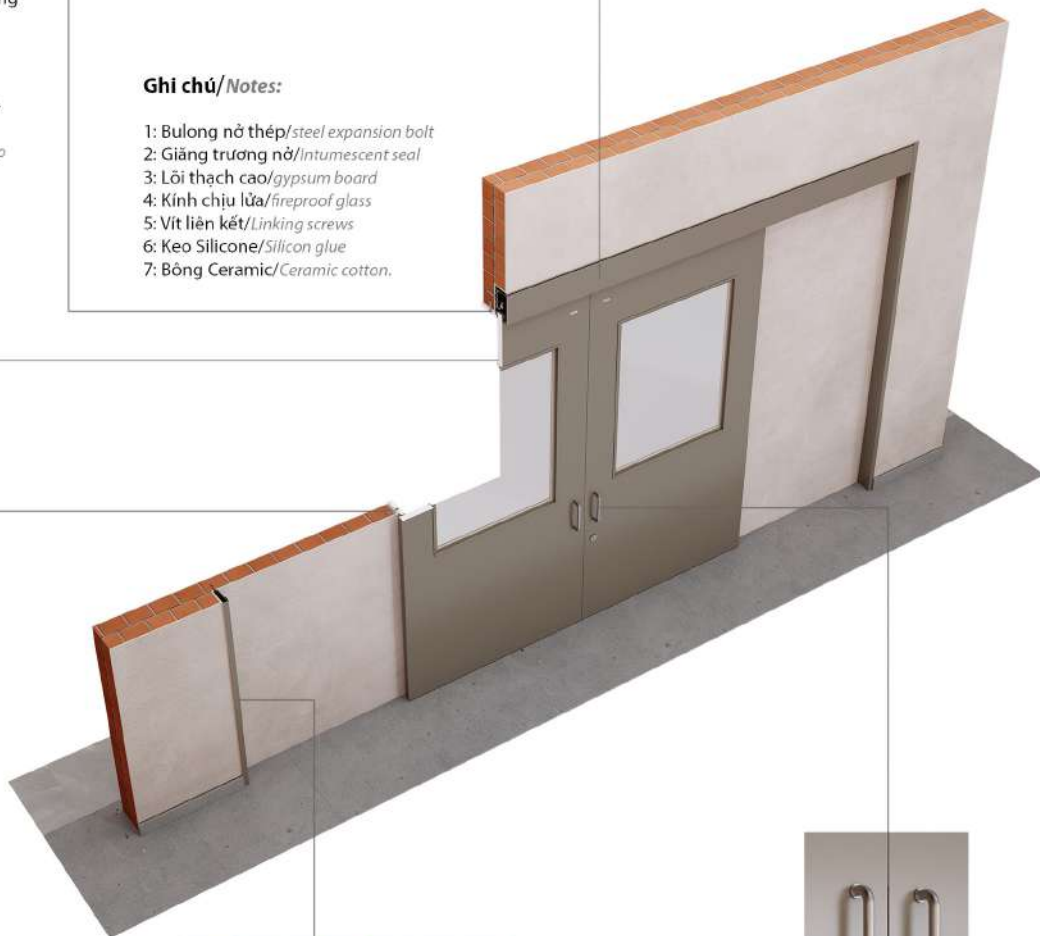 Ghi chú/Notes:
1: Bulong nở thép/steel expansion bolt
2: Giăng trương nở/Intumescent seal
3: Lõi thạch cao/gypsum board
4: Kính chịu lửa/fireproof glass
5: Vít liên kết/Linking screws
6: Keo Silicone/Silicon glue
7: Bông Ceramic/Ceramic cotton.